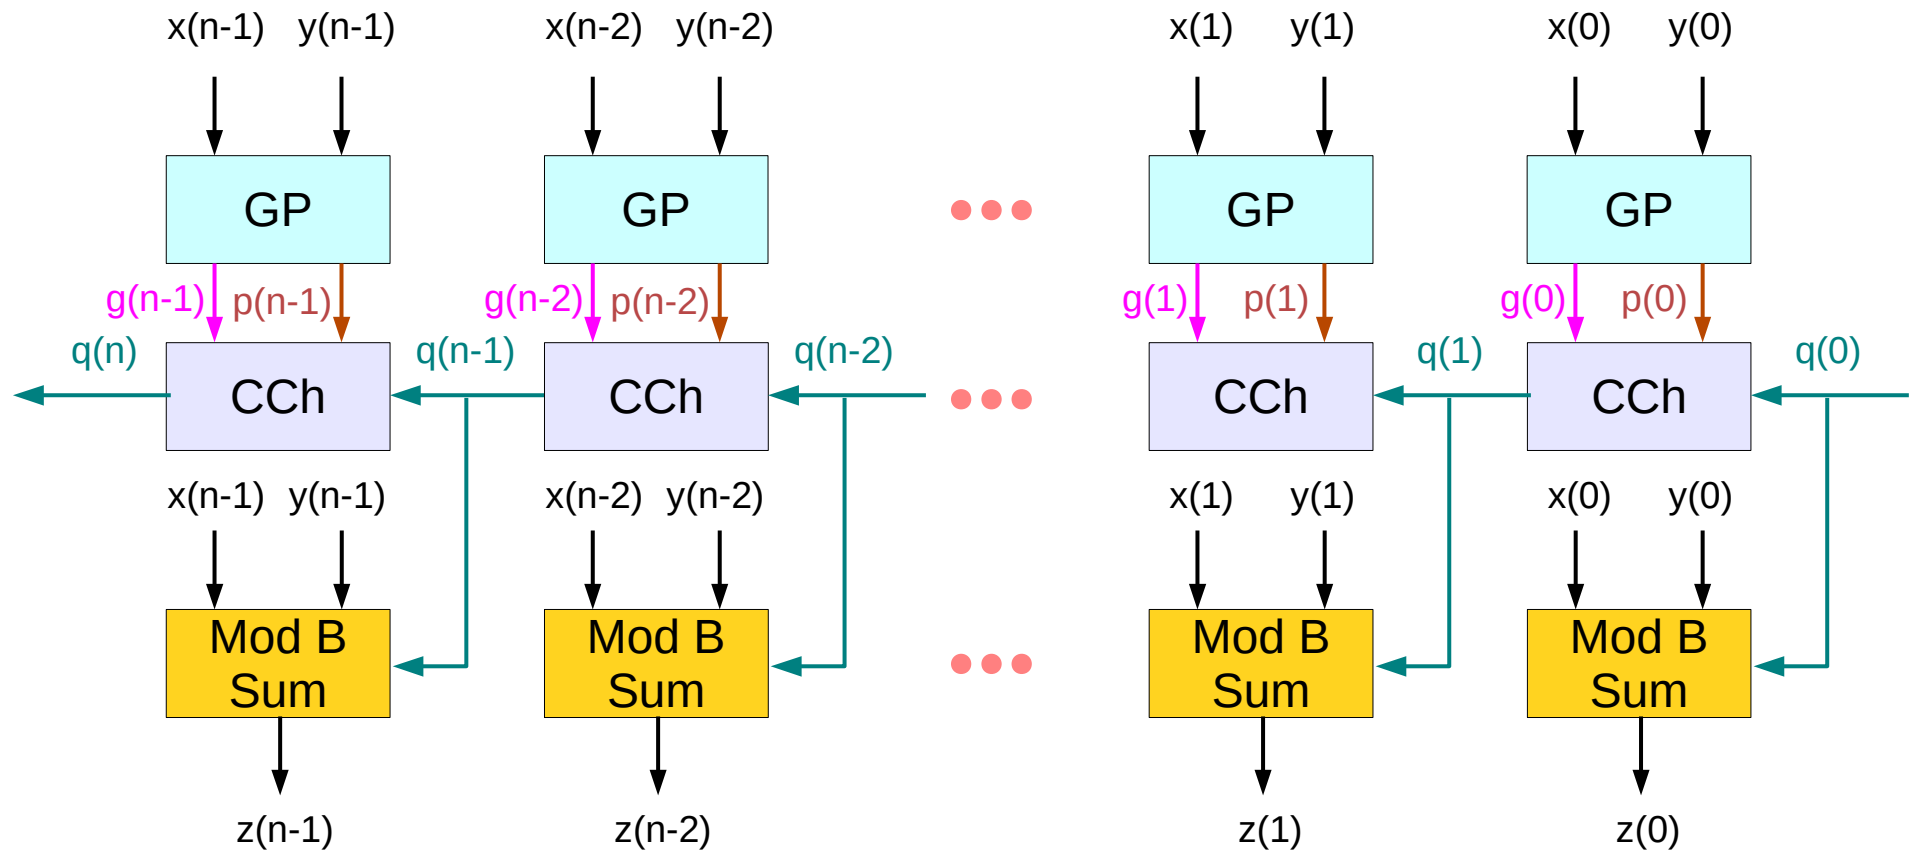 x(n-1) y(n-1) x(n-2) y(n-2) x(1) y(1) x(0) y(0)
GP GP GP GP
g(n-1) p(n-1) g(n-2) p(n-2) g(1) p(1) g(0) p(0)
q(n) q(n-1) q(n-2) q(1) q(0)
CCh CCh CCh CCh
x(n-1) y(n-1) x(n-2) y(n-2) x(1) y(1) x(0) y(0)
Mod B Mod B Mod B Mod B
Sum Sum Sum Sum
z(n-1) z(n-2) z(1) z(0)